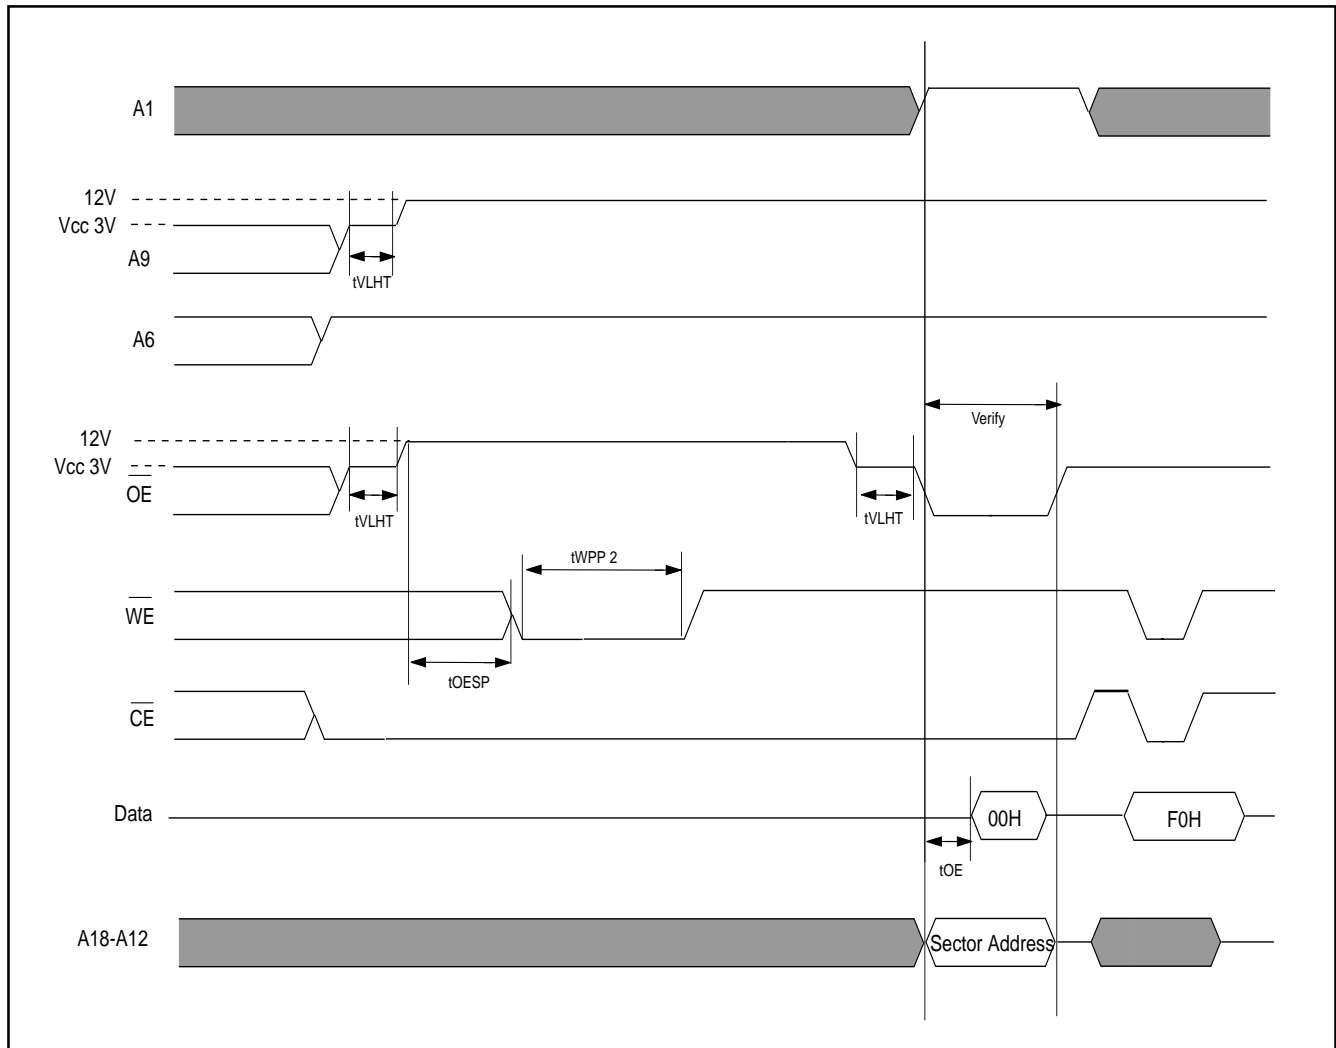 A1
12V
Vcc 3V
A9
tVLHT
A6
Verify
12V
Vcc 3V
OE
tVLHT
tVLHT
tWPP 2
WE
tOESP
CE
Data
00H
F0H
tOE
A18-A12
Sector Address